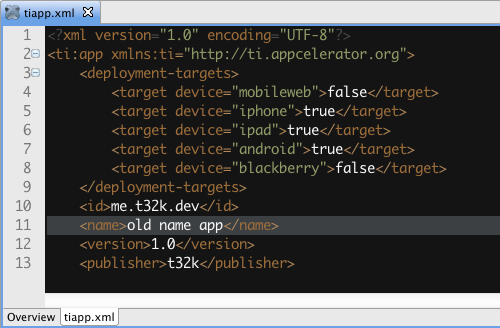 tiapp.xml
1 <?xml version="1.0" encoding="UTF-8"?>
2 <ti:app xmlns:ti="http://ti.appcelerator.org">
3 <deployment-targets>
4 <target device="mobileweb">false</target>
5 <target device="iphone">true</target>
6 <target device="ipad">true</target>
7 <target device="android">true</target>
8 <target device="blackberry">false</target>
9 </deployment-targets>
10 <id>me.t32k.dev</id>
11 <name>old name app</name>
12 <version>1.0</version>
13 <publisher>t32k</publisher>
Overview tiapp.xml